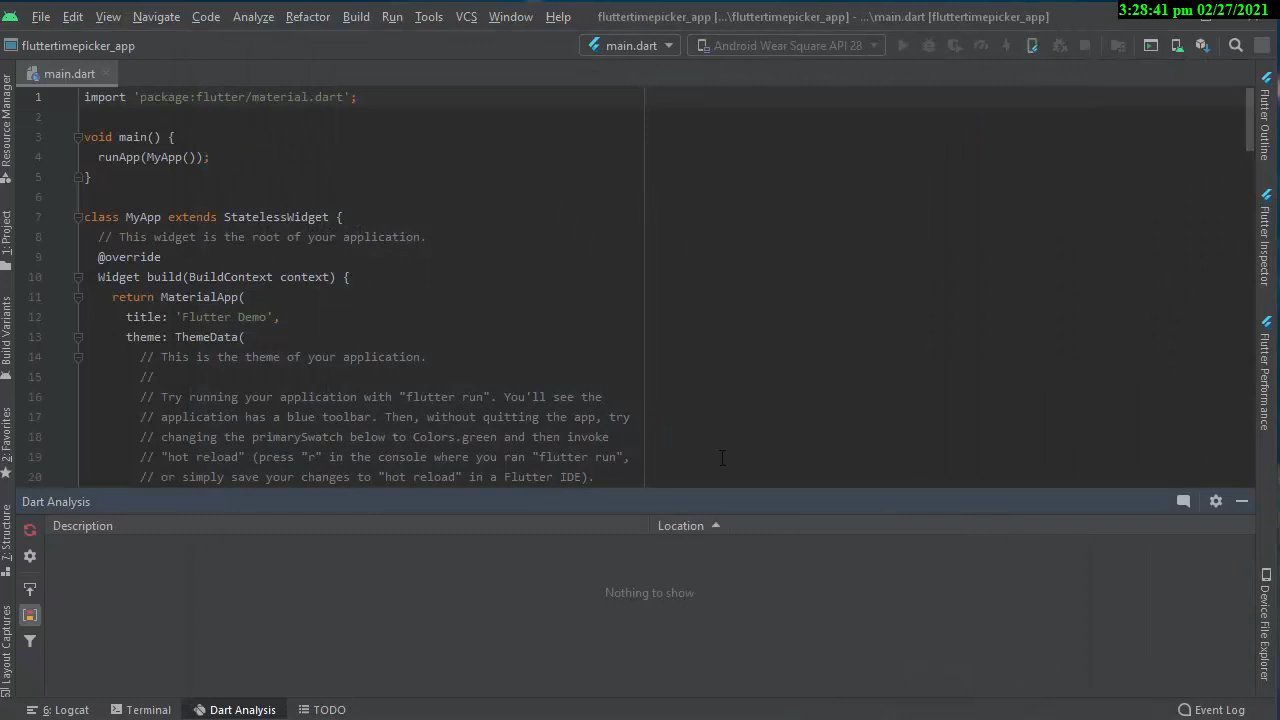 File Edit View Navigate Code Analyze Refactor Build Run Tools VCS Window Help fluttertimepicker_app [...\fluttertimepicker_app] - ...\main.dart [fluttertimepicker_app]
3:28:41 pm 02/27/2021
fluttertimepicker_app main.dart Android Wear Square API 28
main.dart
1 import 'package:flutter/material.dart';
2
3 void main() {
4 runApp(MyApp());
5 }
6
7 class MyApp extends StatelessWidget {
8 // This widget is the root of your application.
9 @override
10 Widget build(BuildContext context) {
11 return MaterialApp(
12 title: 'Flutter Demo',
13 theme: ThemeData(
14 // This is the theme of your application.
15 //
16 // Try running your application with "flutter run". You'll see the
17 // application has a blue toolbar. Then, without quitting the app, try
18 // changing the primarySwatch below to Colors.green and then invoke
19 // "hot reload" (press "r" in the console where you ran "flutter run",
20 // or simply save your changes to "hot reload" in a Flutter IDE).
Resource Manager
1: Project
Build Variants
2: Favorites
7: Structure
Layout Captures
Flutter Outline
Flutter Inspector
Flutter Performance
Device File Explorer
Dart Analysis
Description Location
Nothing to show
6: Logcat Terminal Dart Analysis TODO Event Log